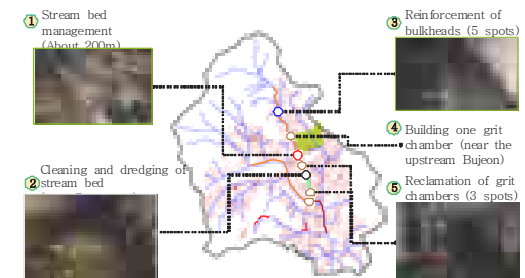 1 Stream bed
management
(About 200m)
2 Cleaning and dredging of
stream bed
3 Reinforcement of
bulkheads (5 spots)
4 Building one grit
chamber (near the
upstream Bujeon)
5 Reclamation of grit
chambers (3 spots)